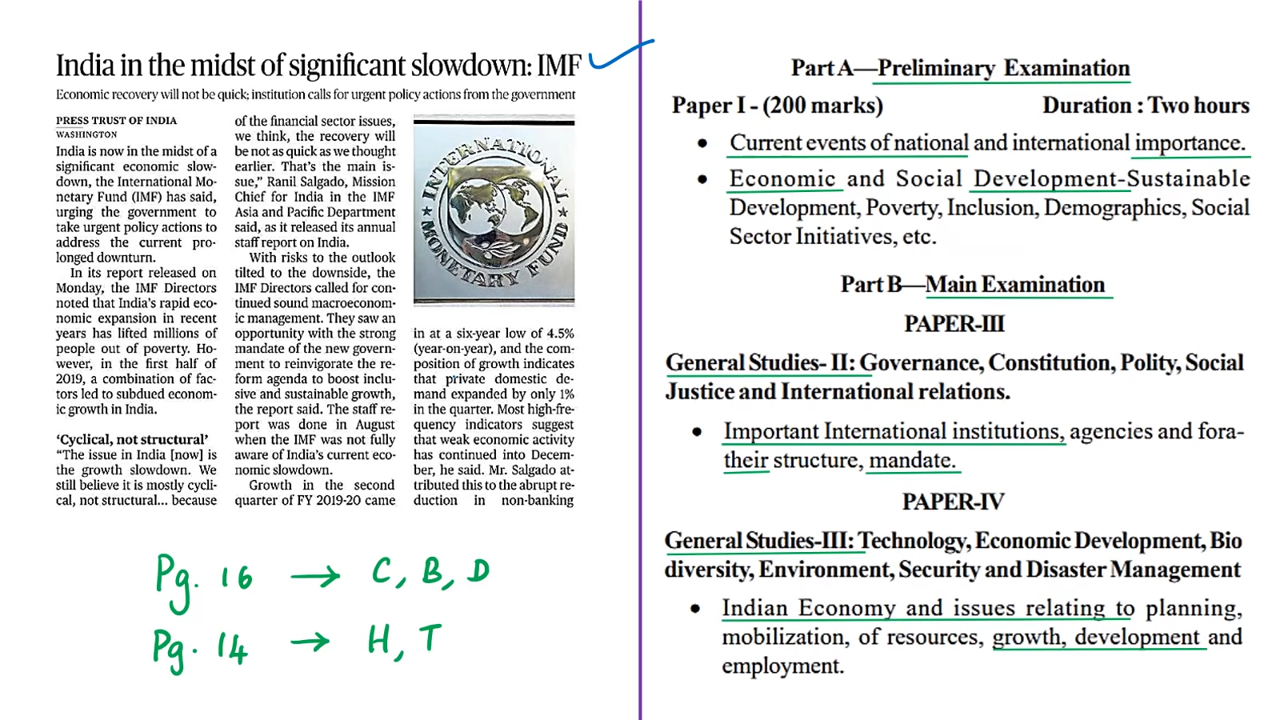 India in the midst of significant slowdown: IMF
Economic recovery will not be quick; institution calls for urgent policy actions from the government
PRESS TRUST OF INDIA
WASHINGTON
India is now in the midst of a
significant economic slow-
down, the International Mo-
netary Fund (IMF) has said,
urging the government to
take urgent policy actions to
address the current pro-
longed downturn.
In its report released on
Monday, the IMF Directors
noted that India's rapid eco-
nomic expansion in recent
years has lifted millions of
people out of poverty. Ho-
wever, in the first half of
2019, a combination of fac-
tors led to subdued econom-
ic growth in India.
'Cyclical, not structural'
"The issue in India [now] is
the growth slowdown. We
still believe it is mostly cycli-
cal, not structural... because
of the financial sector issues,
we think, the recovery will
be not as quick as we thought
earlier. That's the main is-
sue," Ranil Salgado, Mission
Chief for India in the IMF
Asia and Pacific Department
said, as it released its annual
staff report on India.
With risks to the outlook
tilted to the downside, the
IMF Directors called for con-
tinued sound macroeconom-
ic management. They saw an
opportunity with the strong
mandate of the new govern-
ment to reinvigorate the re-
form agenda to boost inclu-
sive and sustainable growth,
the report said. The staff re-
port was done in August
when the IMF was not fully
aware of India's current eco-
nomic slowdown.
Growth in the second
quarter of FY 2019-20 came
INTERNATIONAL
MONETARY FUND
in at a six-year low of 4.5%
(year-on-year), and the com-
position of growth indicates
that private domestic de-
mand expanded by only 1%
in the quarter. Most high-fre-
quency indicators suggest
that weak economic activity
has continued into Decem-
ber, he said. Mr. Salgado at-
tributed this to the abrupt re-
duction in non-banking
Pg. 16 → C, B, D
Pg. 14 → H, T
Part A—Preliminary Examination
Paper I - (200 marks) Duration : Two hours
• Current events of national and international importance.
• Economic and Social Development-Sustainable
Development, Poverty, Inclusion, Demographics, Social
Sector Initiatives, etc.
Part B—Main Examination
PAPER-III
General Studies- II: Governance, Constitution, Polity, Social
Justice and International relations.
• Important International institutions, agencies and fora-
their structure, mandate.
PAPER-IV
General Studies-III: Technology, Economic Development, Bio
diversity, Environment, Security and Disaster Management
• Indian Economy and issues relating to planning,
mobilization, of resources, growth, development and
employment.